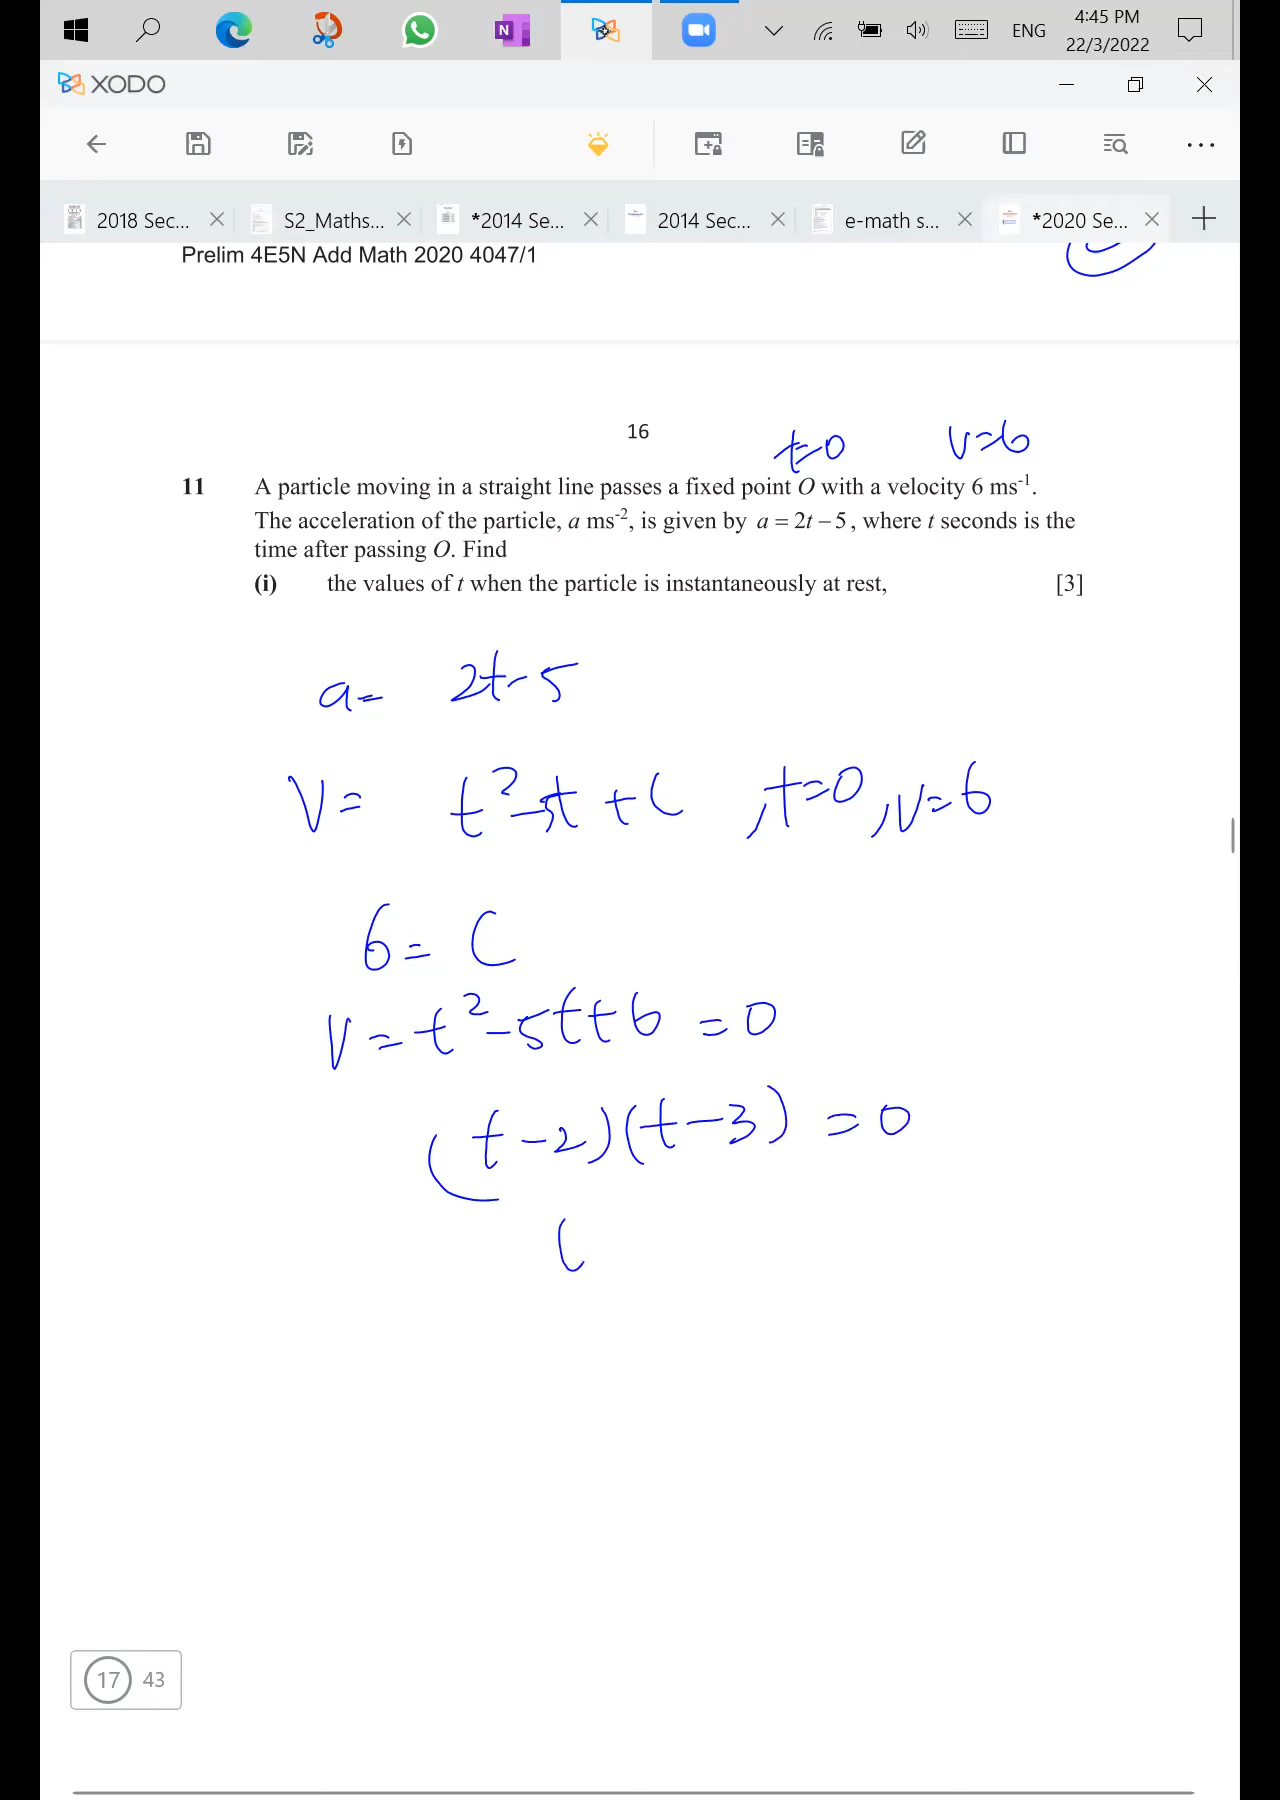 4:45 PM
ENG
22/3/2022
XODO
2018 Sec...
S2_Maths...
*2014 Se...
2014 Sec...
e-math s...
*2020 Se...
Prelim 4E5N Add Math 2020 4047/1
16
t=0 v=6
11 A particle moving in a straight line passes a fixed point O with a velocity 6 ms⁻¹.
The acceleration of the particle, a ms⁻², is given by a = 2t − 5, where t seconds is the
time after passing O. Find
(i) the values of t when the particle is instantaneously at rest, [3]
a= 2t-5
V= t²-5t+C ,t=0,v=6
6= C
V=t²-5t+6 =0
(t-2)(t-3) =0
(
17 43